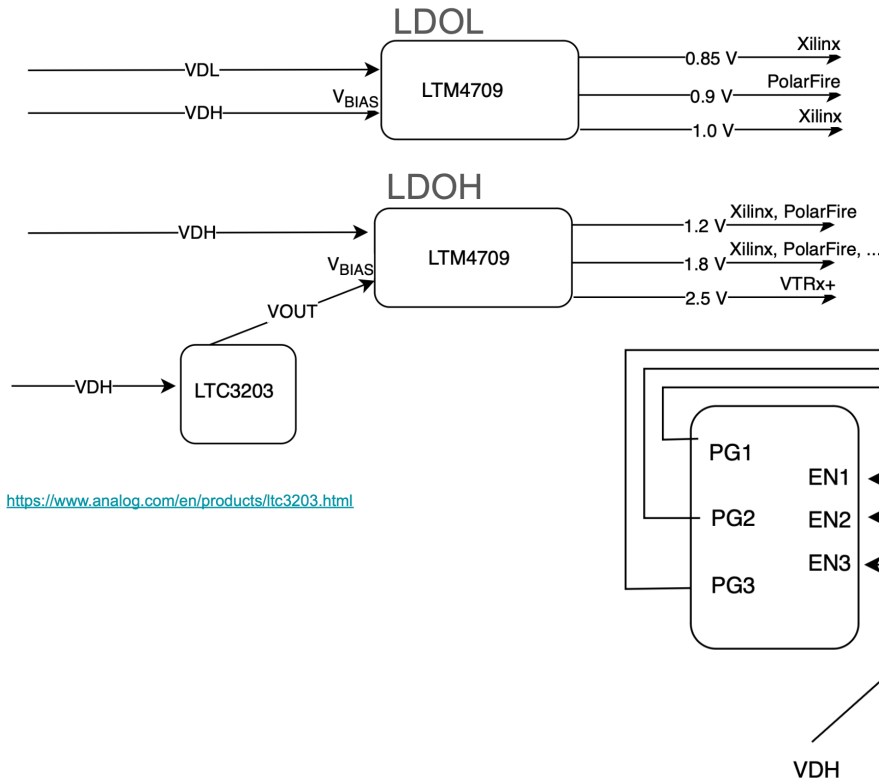 LDOL
VDL
VDH
VBIAS
LTM4709
0.85 V
Xilinx
0.9 V
PolarFire
1.0 V
Xilinx
LDOH
VDH
VBIAS
LTM4709
1.2 V
Xilinx, PolarFire
1.8 V
Xilinx, PolarFire, ...
2.5 V
VTRx+
VOUT
VDH
LTC3203
https://www.analog.com/en/products/ltc3203.html
PG1
EN1
PG2
EN2
EN3
PG3
VDH